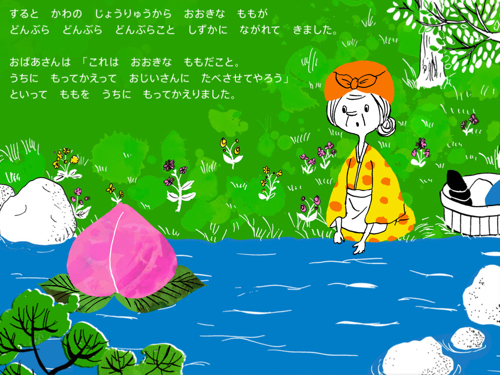 すると　かわの　じょうりゅうから　おおきな　ももが
どんぶら　どんぶら　どんぶらこと　しずかに　ながれて　きました。
おばあさんは　「これは　おおきな　ももだこと。
うちに　もってかえって　おじいさんに　たべさせてやろう」
といって　ももを　うちに　もってかえりました。